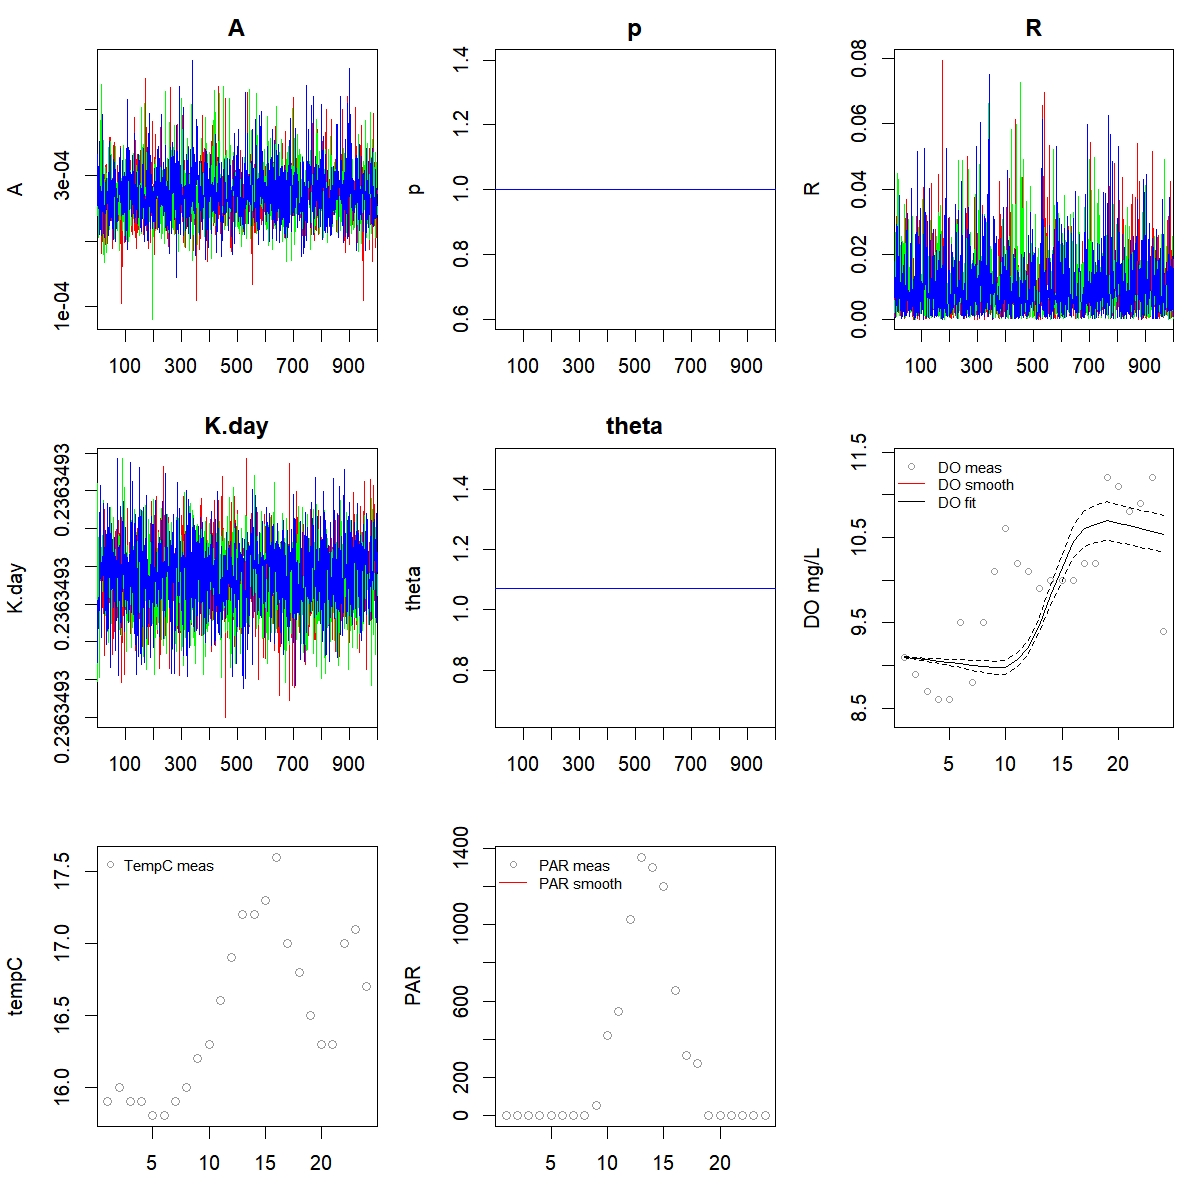 A
p
R
A
3e-04
1e-04
100 300 500 700 900
p
1.4
1.2
1.0
0.8
0.6
100 300 500 700 900
R
0.08
0.06
0.04
0.02
0.00
100 300 500 700 900
K.day
theta
K.day
0.2363493
0.2363493
0.2363493
0.2363493
100 300 500 700 900
theta
1.4
1.2
1.0
0.8
100 300 500 700 900
DO mg/L
11.5
10.5
9.5
8.5
DO meas
DO smooth
DO fit
5 10 15 20
tempC
17.5
17.0
16.5
16.0
TempC meas
5 10 15 20
PAR
1400
1000
600
200
0
PAR meas
PAR smooth
5 10 15 20